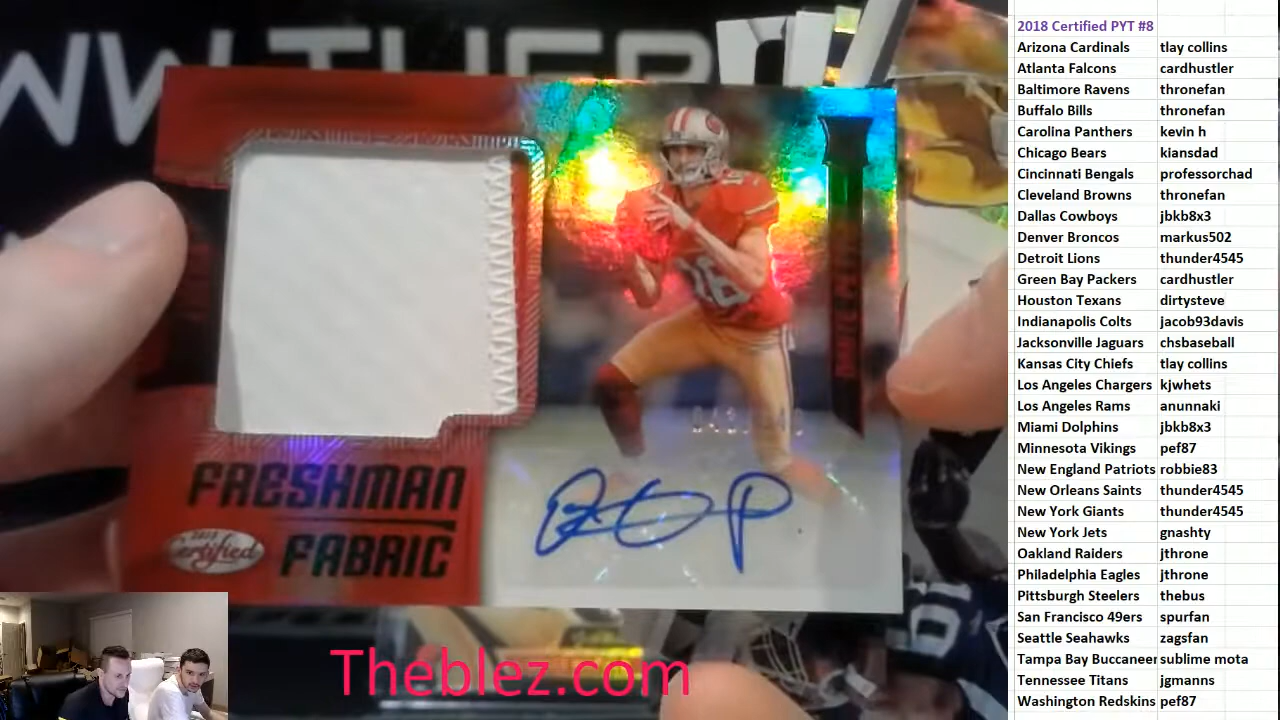 2018 Certified PYT #8
Arizona Cardinals tlay collins
Atlanta Falcons cardhustler
Baltimore Ravens thronefan
Buffalo Bills thronefan
Carolina Panthers kevin h
Chicago Bears kiansdad
Cincinnati Bengals professorchad
Cleveland Browns thronefan
Dallas Cowboys jbkb8x3
Denver Broncos markus502
Detroit Lions thunder4545
Green Bay Packers cardhustler
Houston Texans dirtysteve
Indianapolis Colts jacob93davis
Jacksonville Jaguars chsbaseball
Kansas City Chiefs tlay collins
Los Angeles Chargers kjwhets
Los Angeles Rams anunnaki
Miami Dolphins jbkb8x3
Minnesota Vikings pef87
New England Patriots robbie83
New Orleans Saints thunder4545
New York Giants thunder4545
New York Jets gnashty
Oakland Raiders jthrone
Philadelphia Eagles jthrone
Pittsburgh Steelers thebus
San Francisco 49ers spurfan
Seattle Seahawks zagsfan
Tampa Bay Buccaneer sublime mota
Tennessee Titans jgmanns
Washington Redskins pef87
WW.THEB
FRESHMAN
FABRIC
Certified
Theblez.com